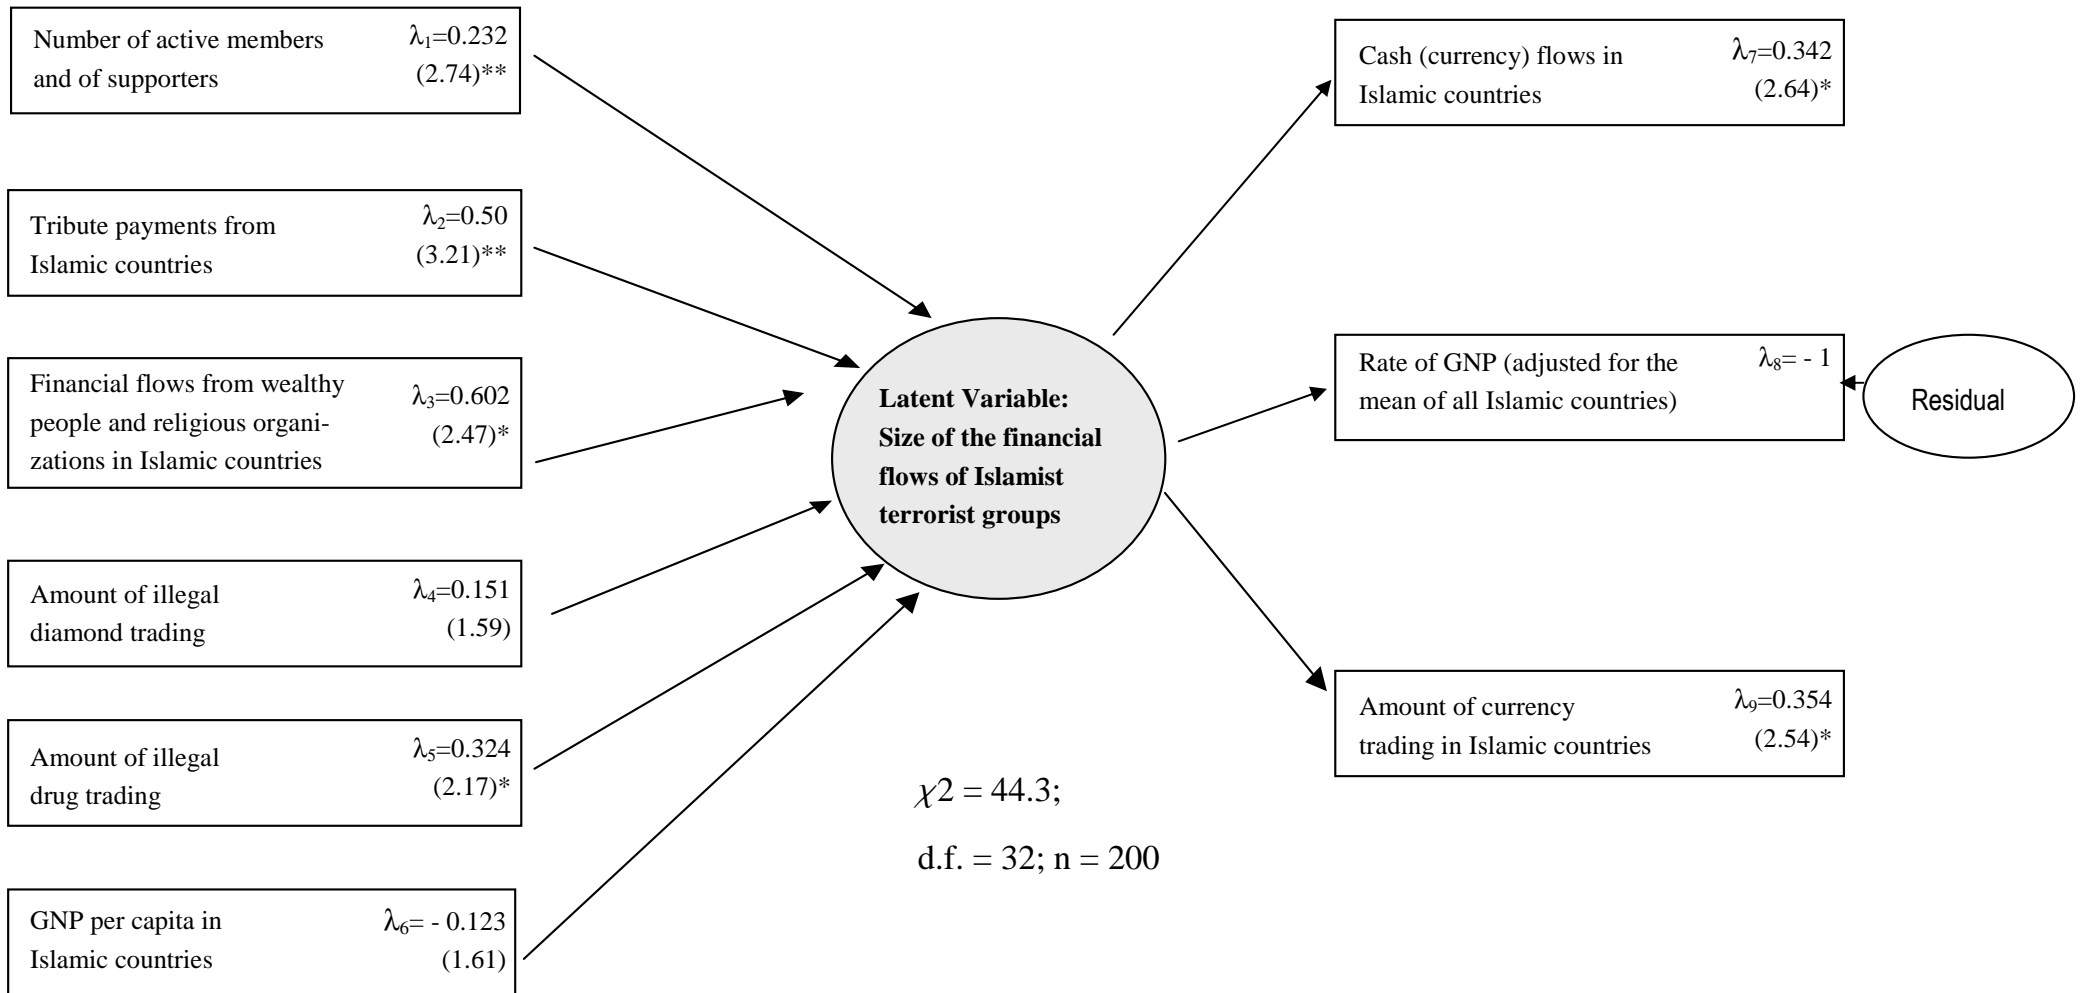 Number of active members
and of supporters
λ1=0.232
(2.74)**
Tribute payments from
Islamic countries
λ2=0.50
(3.21)**
Financial flows from wealthy
people and religious organi-
zations in Islamic countries
λ3=0.602
(2.47)*
Amount of illegal
diamond trading
λ4=0.151
(1.59)
Amount of illegal
drug trading
λ5=0.324
(2.17)*
GNP per capita in
Islamic countries
λ6= - 0.123
(1.61)
Latent Variable:
Size of the financial
flows of Islamist
terrorist groups
χ2 = 44.3;
d.f. = 32; n = 200
Cash (currency) flows in
Islamic countries
λ7=0.342
(2.64)*
Rate of GNP (adjusted for the
mean of all Islamic countries)
λ8= - 1
Residual
Amount of currency
trading in Islamic countries
λ9=0.354
(2.54)*